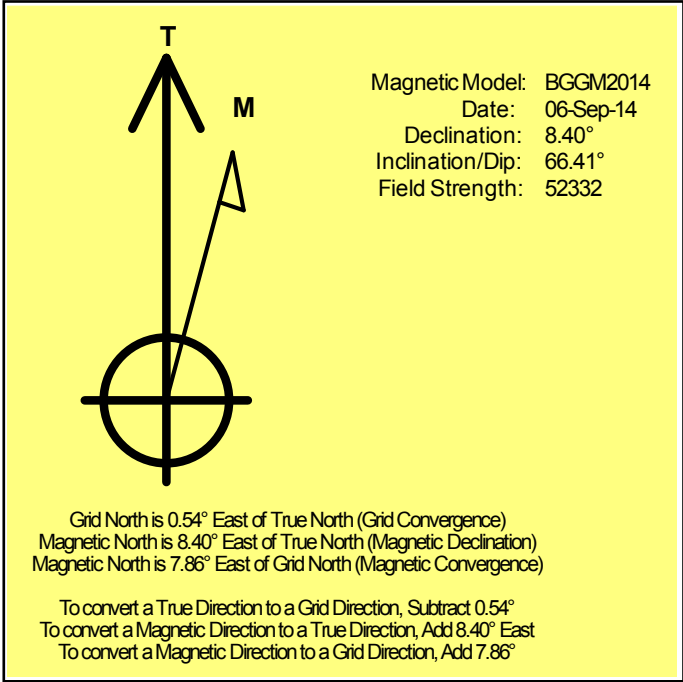 T
M
Magnetic Model: BGGM2014
Date: 06-Sep-14
Declination: 8.40°
Inclination/Dip: 66.41°
Field Strength: 52332
Grid North is 0.54° East of True North (Grid Convergence)
Magnetic North is 8.40° East of True North (Magnetic Declination)
Magnetic North is 7.86° East of Grid North (Magnetic Convergence)
To convert a True Direction to a Grid Direction, Subtract 0.54°
To convert a Magnetic Direction to a True Direction, Add 8.40° East
To convert a Magnetic Direction to a Grid Direction, Add 7.86°